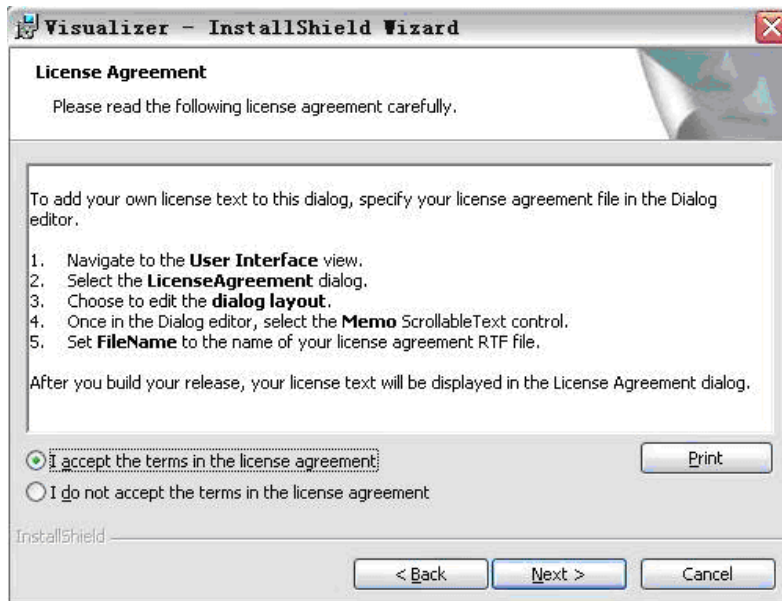 Visualizer - InstallShield Wizard
License Agreement
Please read the following license agreement carefully.
To add your own license text to this dialog, specify your license agreement file in the Dialog
editor.
1. Navigate to the User Interface view.
2. Select the LicenseAgreement dialog.
3. Choose to edit the dialog layout.
4. Once in the Dialog editor, select the Memo ScrollableText control.
5. Set FileName to the name of your license agreement RTF file.
After you build your release, your license text will be displayed in the License Agreement dialog.
I accept the terms in the license agreement
Print
I do not accept the terms in the license agreement
InstallShield
< Back
Next >
Cancel